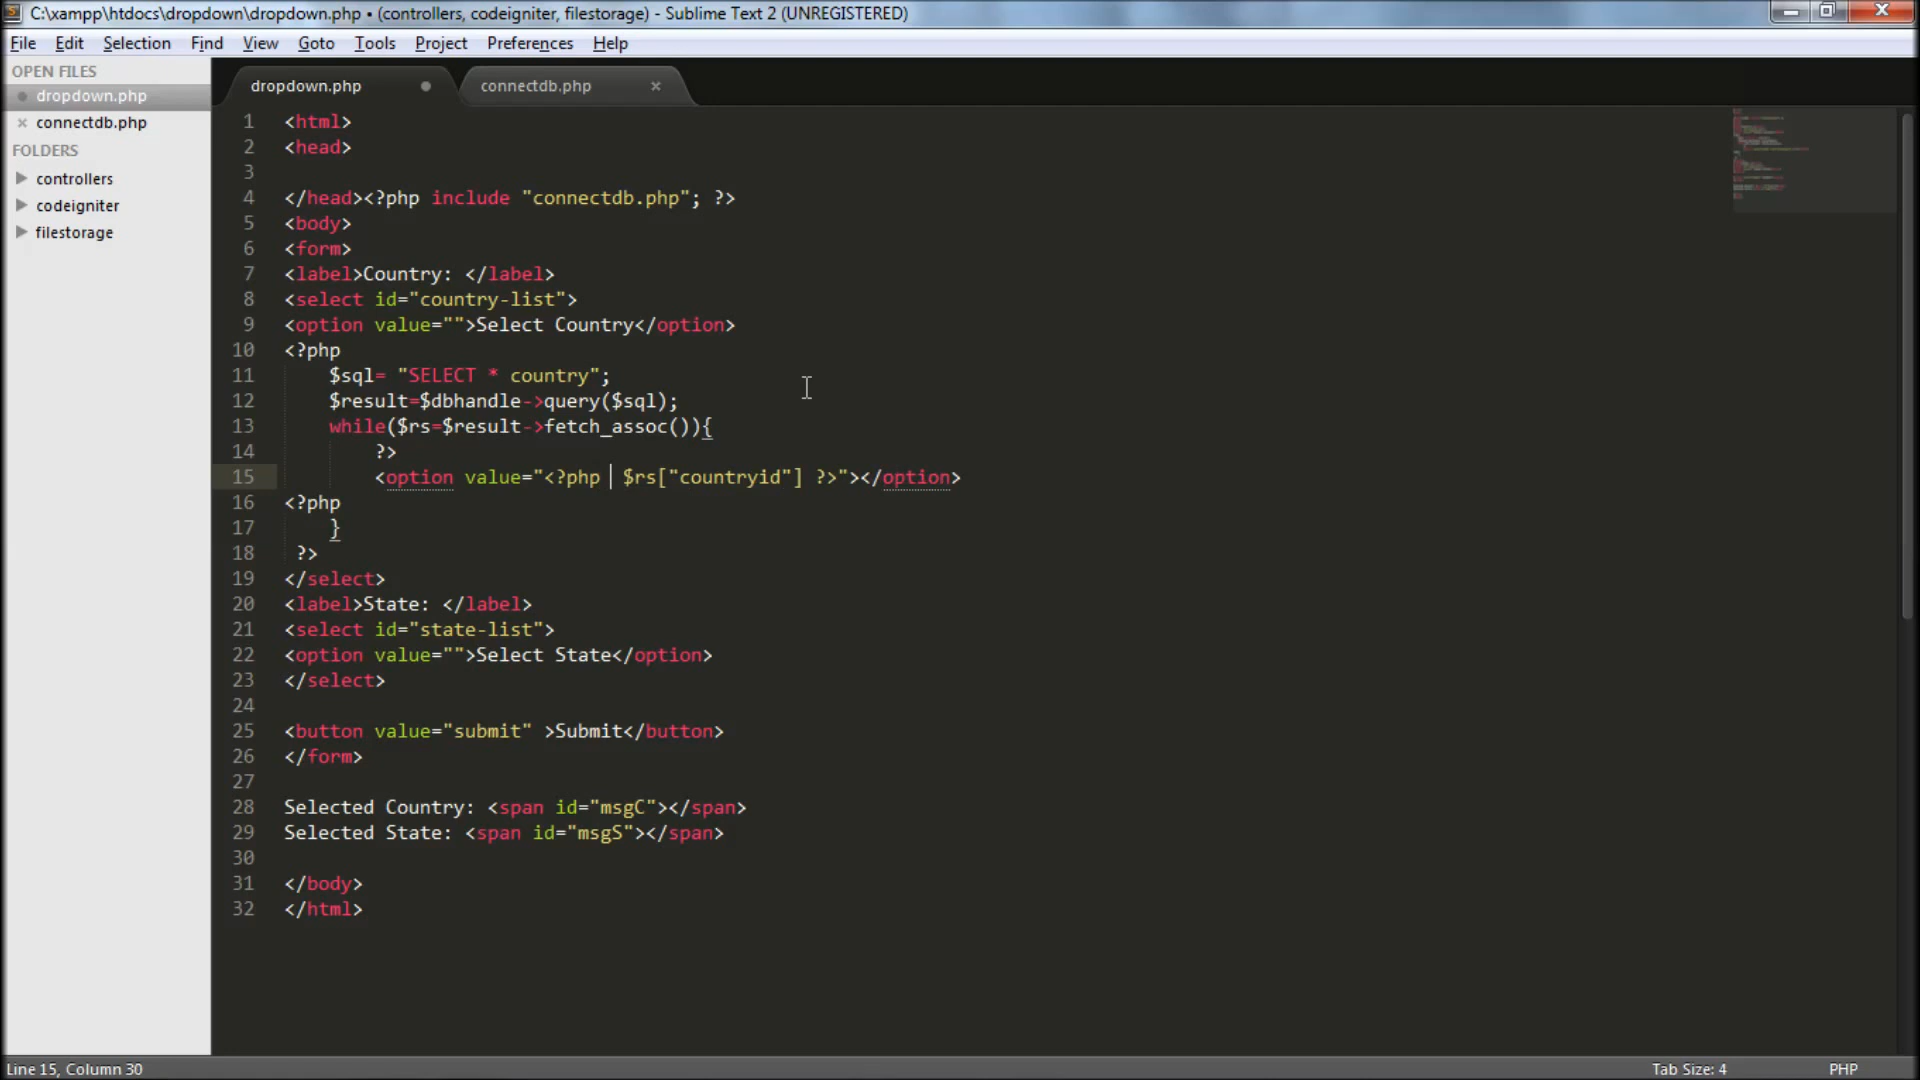 C:\xampp\htdocs\dropdown\dropdown.php • (controllers, codeigniter, filestorage) - Sublime Text 2 (UNREGISTERED)
File Edit Selection Find View Goto Tools Project Preferences Help
OPEN FILES
dropdown.php
connectdb.php
FOLDERS
controllers
codeigniter
filestorage
dropdown.php connectdb.php
1 <html>
2 <head>
3
4 </head><?php include "connectdb.php"; ?>
5 <body>
6 <form>
7 <label>Country: </label>
8 <select id="country-list">
9 <option value="">Select Country</option>
10 <?php
11 $sql= "SELECT * country";
12 $result=$dbhandle->query($sql);
13 while($rs=$result->fetch_assoc()){
14 ?>
15 <option value="<?php  $rs["countryid"] ?>"></option>
16 <?php
17 }
18 ?>
19 </select>
20 <label>State: </label>
21 <select id="state-list">
22 <option value="">Select State</option>
23 </select>
24
25 <button value="submit" >Submit</button>
26 </form>
27
28 Selected Country: <span id="msgC"></span>
29 Selected State: <span id="msgS"></span>
30
31 </body>
32 </html>
Line 15, Column 30 Tab Size: 4 PHP